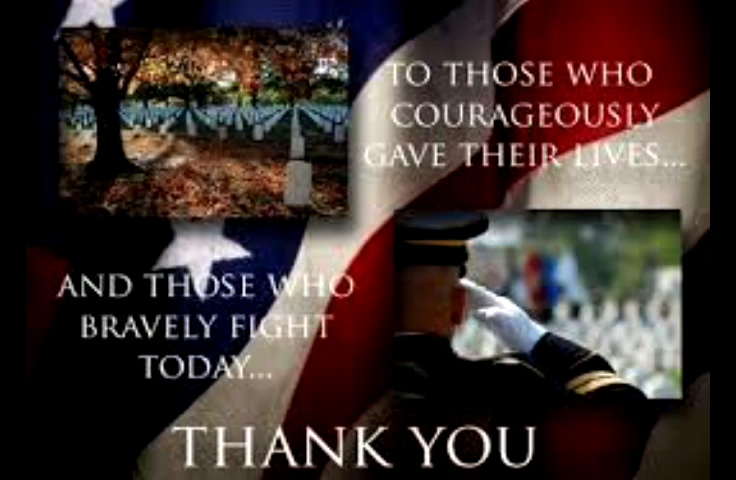 TO THOSE WHO
COURAGEOUSLY
GAVE THEIR LIVES...
AND THOSE WHO
BRAVELY FIGHT
TODAY...
THANK YOU